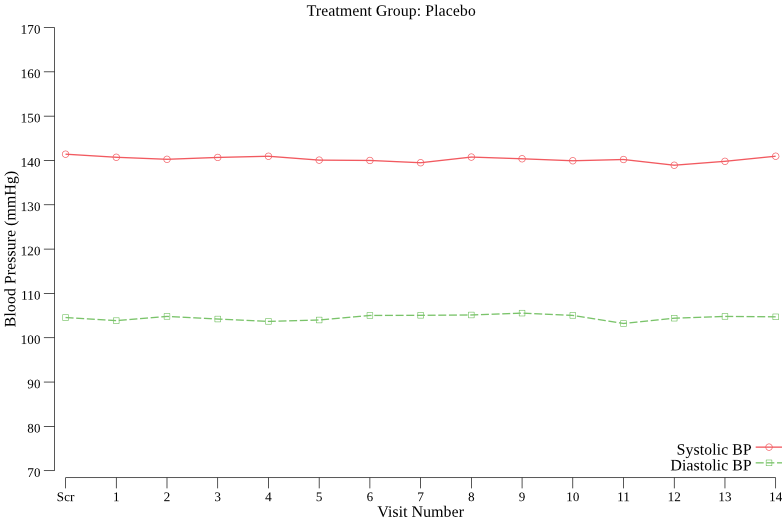 Treatment Group: Placebo
170
160
150
140
130
120
110
100
90
80
70
Blood Pressure (mmHg)
Systolic BP
Diastolic BP
Scr 1 2 3 4 5 6 7 8 9 10 11 12 13 14
Visit Number